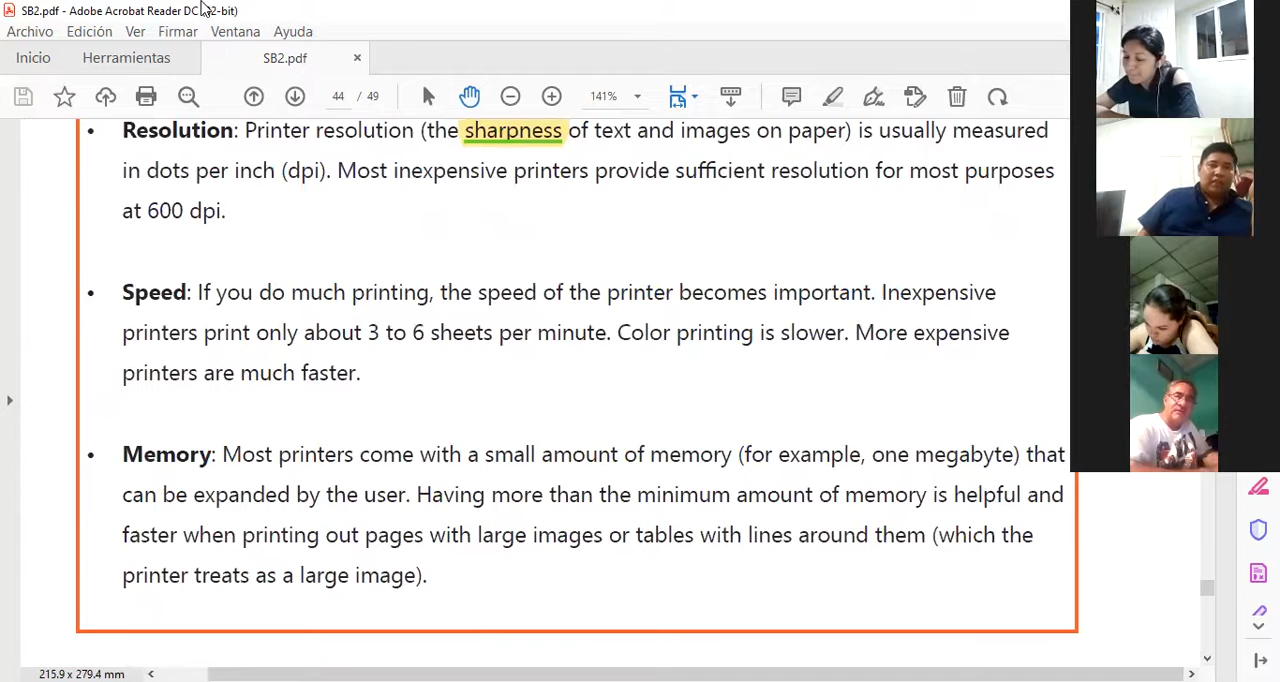 SB2.pdf - Adobe Acrobat Reader DC 2-bit)
Archivo Edición Ver Firmar Ventana Ayuda
Inicio Herramientas SB2.pdf ×
44 / 49 141%
• Resolution: Printer resolution (the sharpness of text and images on paper) is usually measured
in dots per inch (dpi). Most inexpensive printers provide sufficient resolution for most purposes
at 600 dpi.
• Speed: If you do much printing, the speed of the printer becomes important. Inexpensive
printers print only about 3 to 6 sheets per minute. Color printing is slower. More expensive
printers are much faster.
• Memory: Most printers come with a small amount of memory (for example, one megabyte) that
can be expanded by the user. Having more than the minimum amount of memory is helpful and
faster when printing out pages with large images or tables with lines around them (which the
printer treats as a large image).
215.9 x 279.4 mm